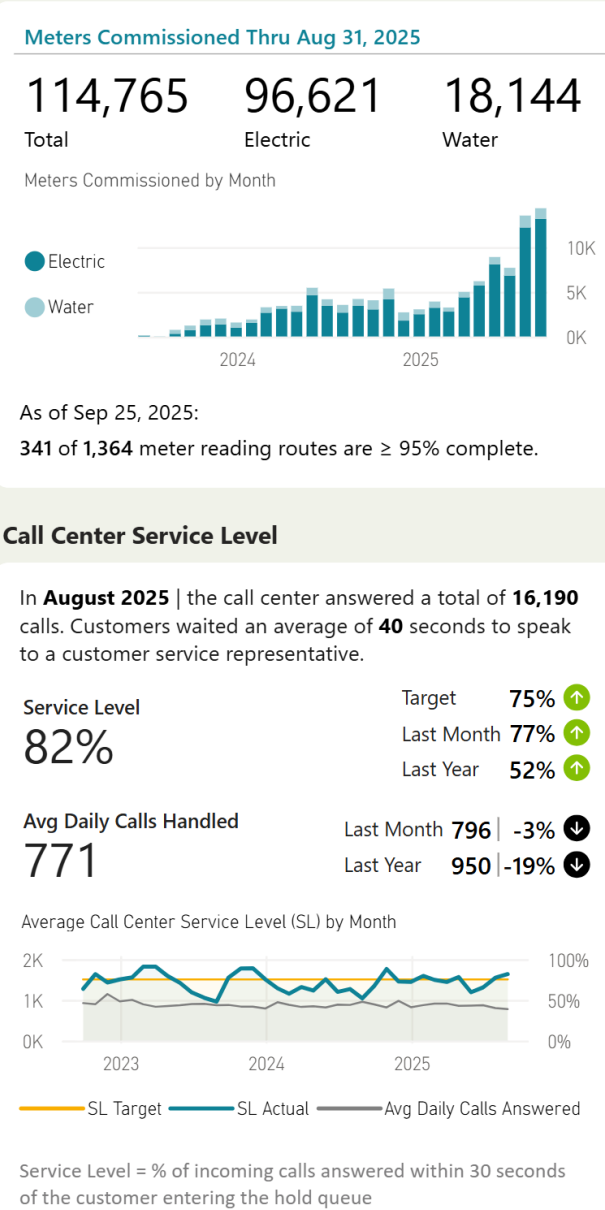 Meters Commissioned Thru Aug 31, 2025
114,765 96,621 18,144
Total Electric Water
Meters Commissioned by Month
Electric
Water
10K
5K
0K
2024 2025
As of Sep 25, 2025:
341 of 1,364 meter reading routes are ≥ 95% complete.
Call Center Service Level
In August 2025 | the call center answered a total of 16,190
calls. Customers waited an average of 40 seconds to speak
to a customer service representative.
Service Level
82%
Target 75%
Last Month 77%
Last Year 52%
Avg Daily Calls Handled
771
Last Month 796 | -3%
Last Year 950 | -19%
Average Call Center Service Level (SL) by Month
2K 100%
1K 50%
0K 0%
2023 2024 2025
SL Target SL Actual Avg Daily Calls Answered
Service Level = % of incoming calls answered within 30 seconds
of the customer entering the hold queue